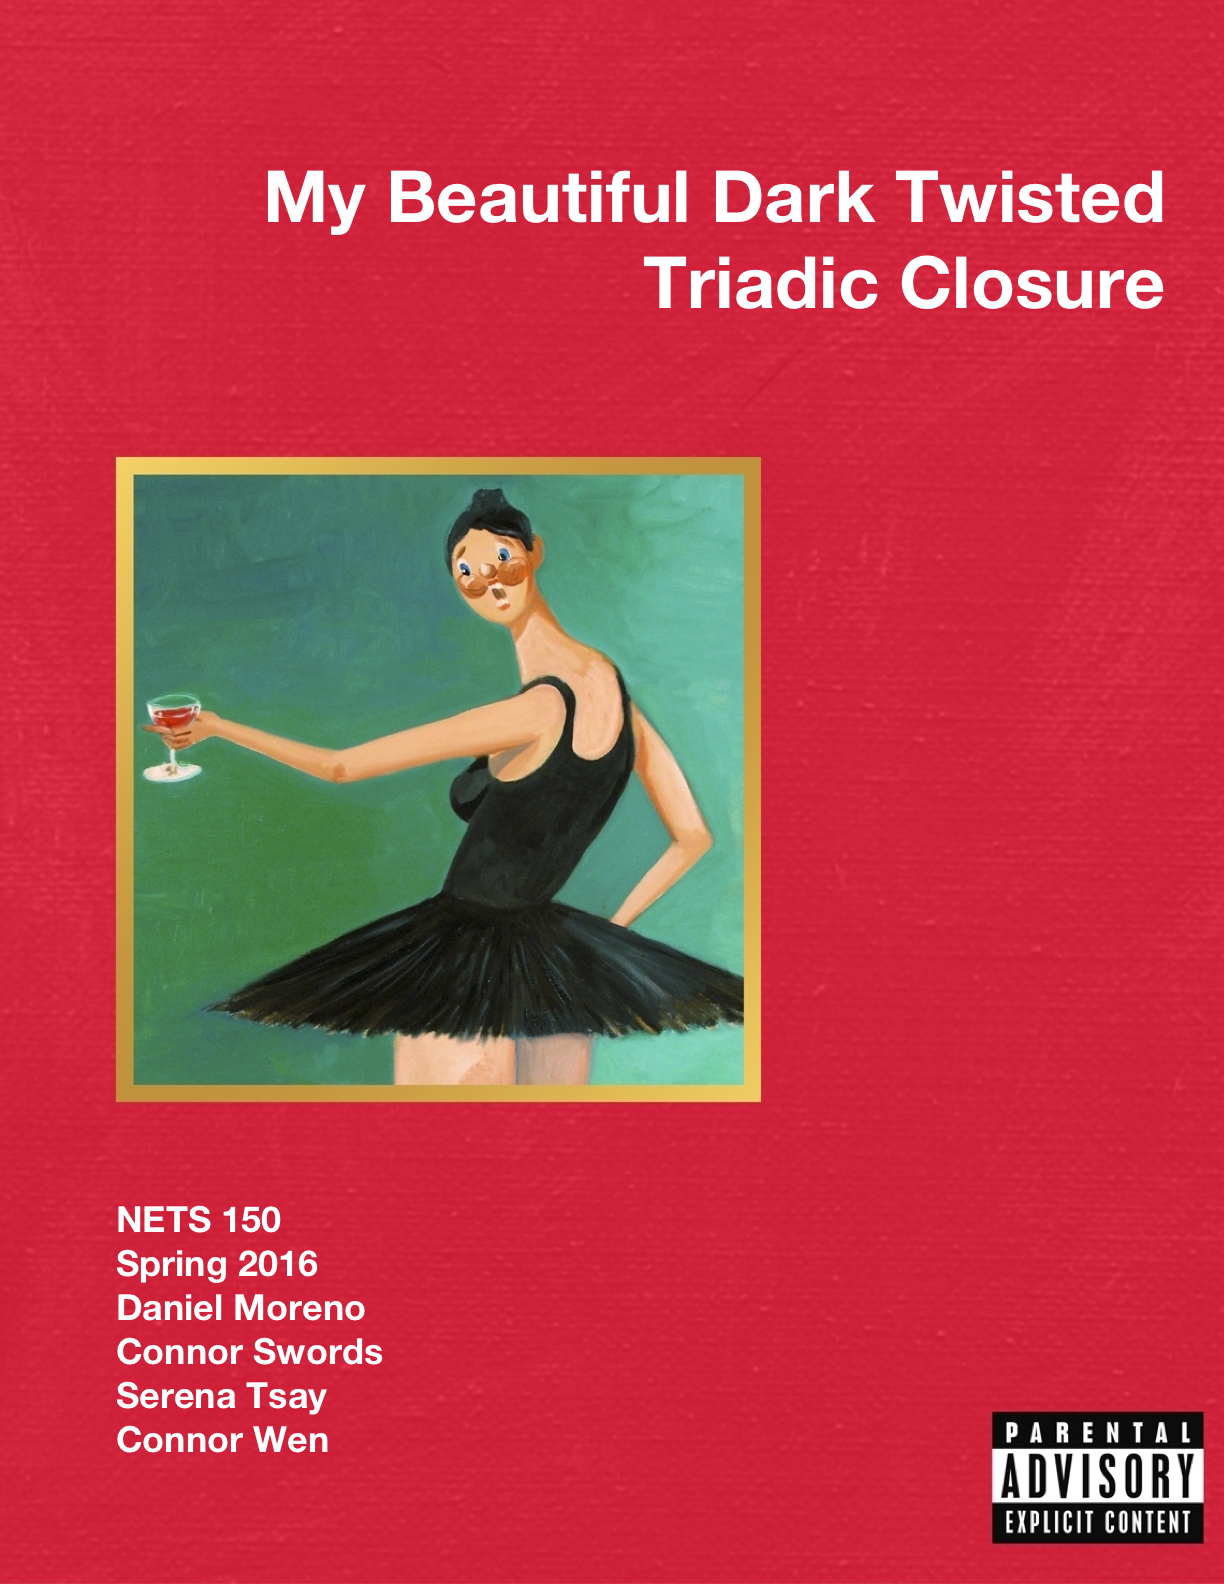 My Beautiful Dark Twisted
Triadic Closure
NETS 150
Spring 2016
Daniel Moreno
Connor Swords
Serena Tsay
Connor Wen
PARENTAL
ADVISORY
EXPLICIT CONTENT